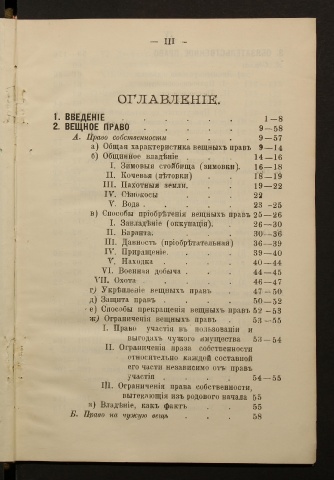 — III —
ОГЛАВЛЕНІЕ.
1. ВВЕДЕНІЕ . . . . . . 1—8
2. ВЕЩНОЕ ПРАВО . . . . . 9—58
А. Право собственности . . . . 9—57
а) Общая характеристика вещныхъ правъ 9—14
б) Общинное владѣніе . . . . 14—16
I. Зимовыя стойбища (зимовки). . 16—18
II. Кочевья (лѣтовки) . . . 18—19
III. Пахотныя земли. . . . 19—22
IV. Сѣнокосы . . . . 22
V. Вода . . . . . 23—25
в) Способы пріобрѣтенія вещныхъ правъ 25—26
I. Завладѣніе (оккупація). . . 26—30
II. Баранта. . . . . 30—36
III. Давность (пріобрѣтательная) . 36—39
IV. Приращеніе. . . . . 39—40
V. Находка . . . . . 40—44
VI. Военная добыча . . . . 44—45
VII. Охота . . . . . 46—47
г) Укрѣпленіе вещныхъ правъ . . 47—50
д) Защита правъ . . . . . 50—52
е) Способы прекращенія вещныхъ правъ 52—53
ж) Ограниченія вещныхъ правъ . . 53—55
I. Право участія въ пользованіи и
выгодахъ чужого имущества 53—54
II. Ограниченія права собственности
относительно каждой составной
его части независимо отъ правъ
участія . . . . . 54—55
III. Ограниченія права собственности,
вытекающія изъ родового начала 55
з) Владѣніе, какъ фактъ . . . 55
Б. Право на чужую вещь . . . 58